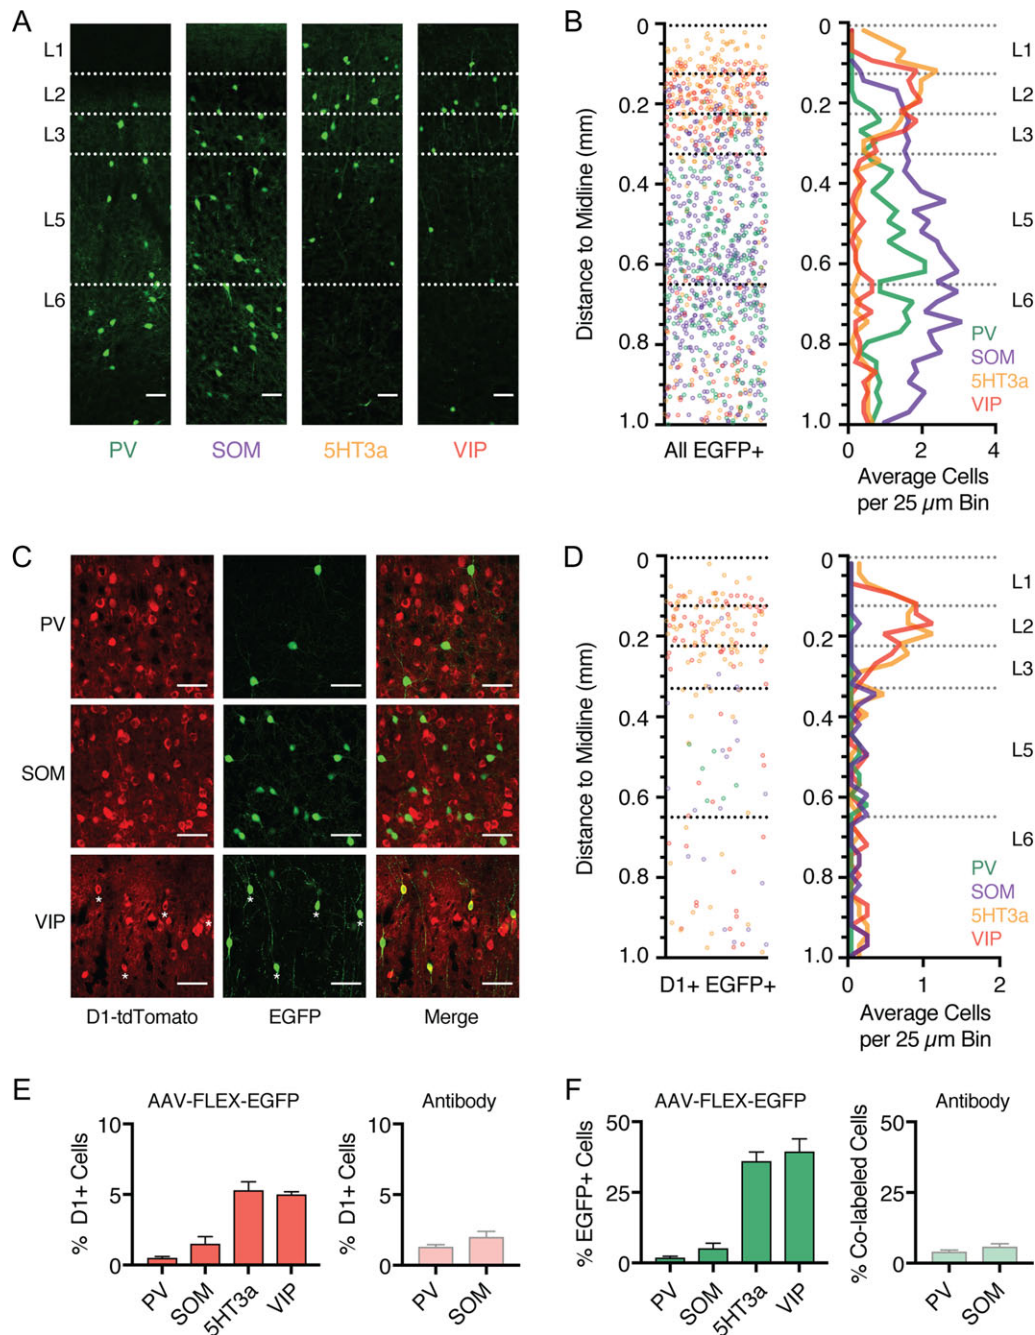 A
L1
L2
L3
L5
L6
PV
SOM
5HT3a
VIP
B
Distance to Midline (mm)
0
0.2
0.4
0.6
0.8
1.0
All EGFP+
0
0.2
0.4
0.6
0.8
1.0
L1
L2
L3
L5
L6
PV
SOM
5HT3a
VIP
0 2 4
Average Cells
per 25 µm Bin
C
PV
SOM
VIP
* * * *
* * * *
D1-tdTomato
EGFP
Merge
D
Distance to Midline (mm)
0
0.2
0.4
0.6
0.8
1.0
D1+ EGFP+
0
0.2
0.4
0.6
0.8
1.0
L1
L2
L3
L5
L6
PV
SOM
5HT3a
VIP
0 1 2
Average Cells
per 25 µm Bin
E
AAV-FLEX-EGFP
% D1+ Cells
10
5
0
PV
SOM
5HT3a
VIP
Antibody
% D1+ Cells
10
5
0
PV
SOM
F
AAV-FLEX-EGFP
% EGFP+ Cells
50
25
0
PV
SOM
5HT3a
VIP
Antibody
% Co-labeled Cells
50
25
0
PV
SOM